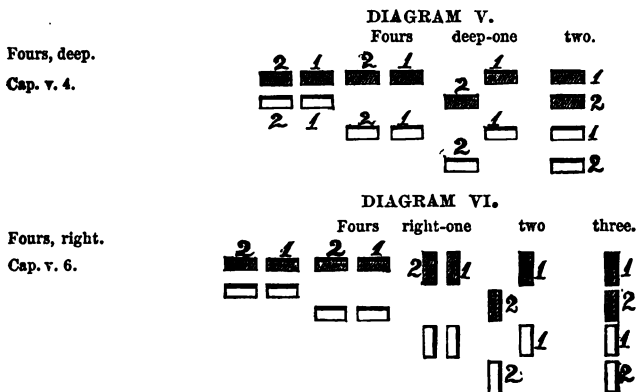 DIAGRAM V.
Fours deep-one two.
Fours, deep.
2 1 2 1 1 1
Cap. v. 4.
2 2
2 1 2 1 1 1
2 2
DIAGRAM VI.
Fours right-one two three.
Fours, right.
2 1 2 1 2 1 1 1
Cap. v. 6.
2 2
1 1
2 2